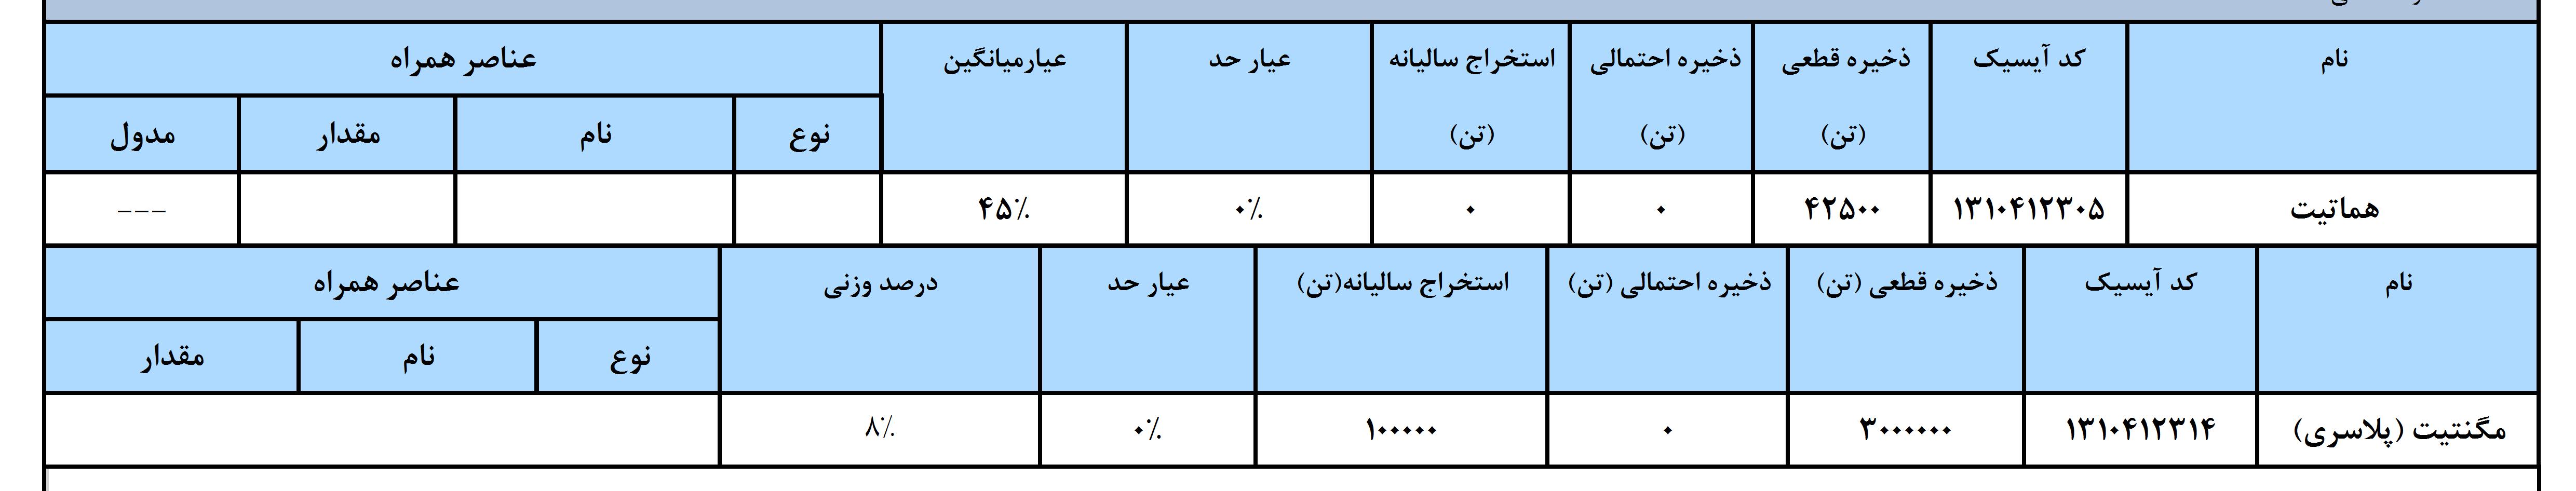 نام کد آیسیک ذخیره قطعی (تن) ذخیره احتمالی (تن) استخراج سالیانه (تن) عیار حد عیارمیانگین عناصر همراه
نوع نام مقدار مدول
هماتیت ۱۳۱۰۴۱۲۳۰۵ ۴۲۵۰۰ ۰ ۰ ۰٪ ۴۵٪ ---
نام کد آیسیک ذخیره قطعی (تن) ذخیره احتمالی (تن) استخراج سالیانه(تن) عیار حد درصد وزنی عناصر همراه
نوع نام مقدار
مگنتیت (پلاسری) ۱۳۱۰۴۱۲۳۱۴ ۳۰۰۰۰۰۰ ۰ ۱۰۰۰۰۰ ۰٪ ۸٪